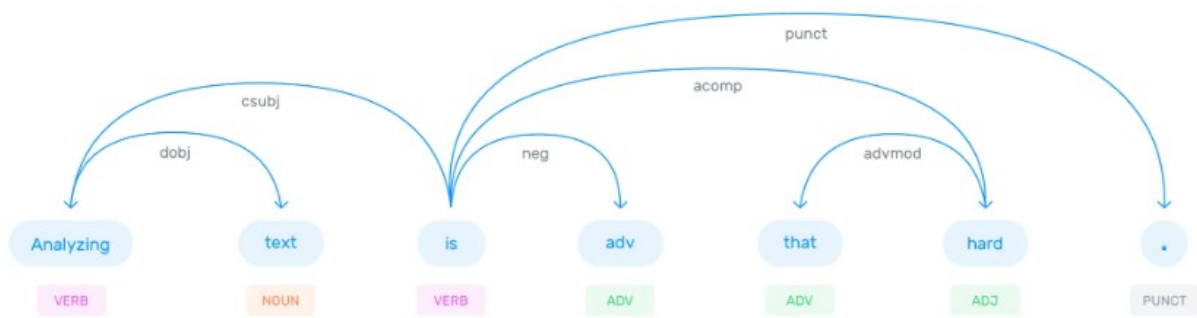 punct
acomp
csubj
dobj neg advmod
Analyzing text is adv that hard .
VERB NOUN VERB ADV ADV ADJ PUNCT